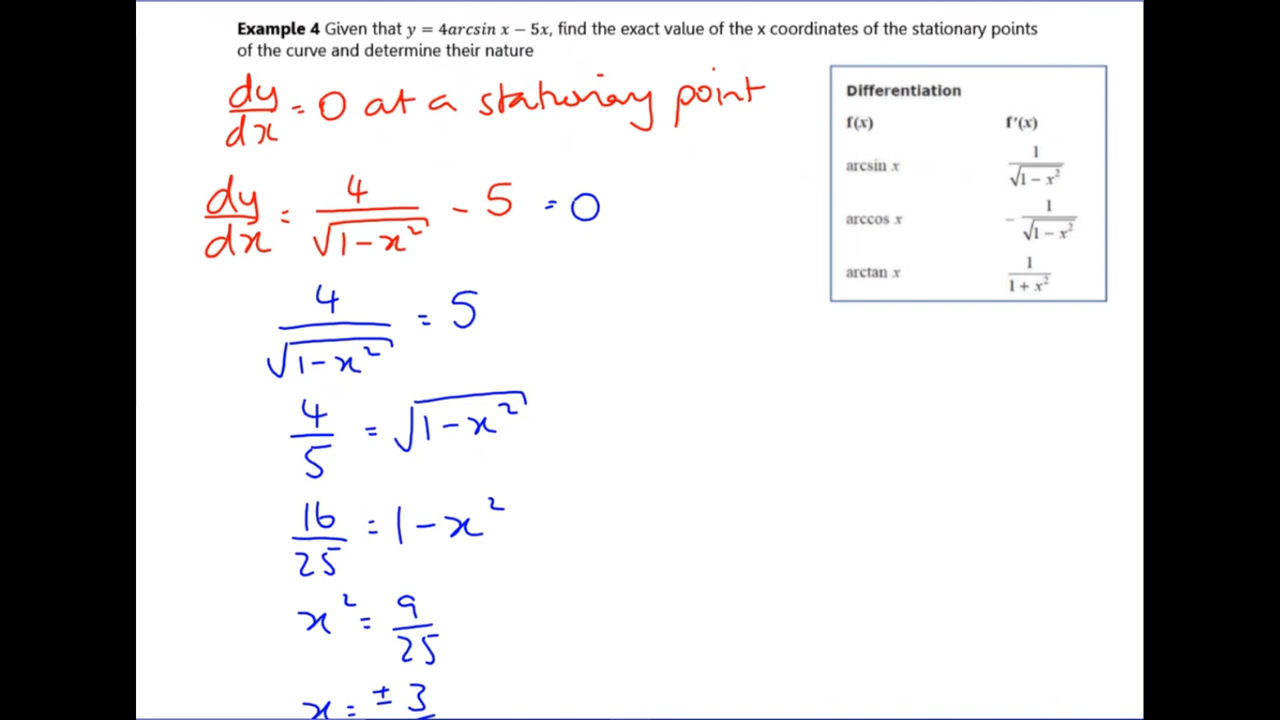 Example 4 Given that y = 4arcsin x − 5x, find the exact value of the x coordinates of the stationary points
of the curve and determine their nature
dy/dx = 0 at a stationary point
dy/dx = 4/√(1−x²) − 5 = 0
4/√(1−x²) = 5
4/5 = √(1−x²)
16/25 = 1−x²
x² = 9/25
x = ± 3
Differentiation
f(x) f′(x)
arcsin x 1/√(1−x²)
arccos x −1/√(1−x²)
arctan x 1/(1+x²)